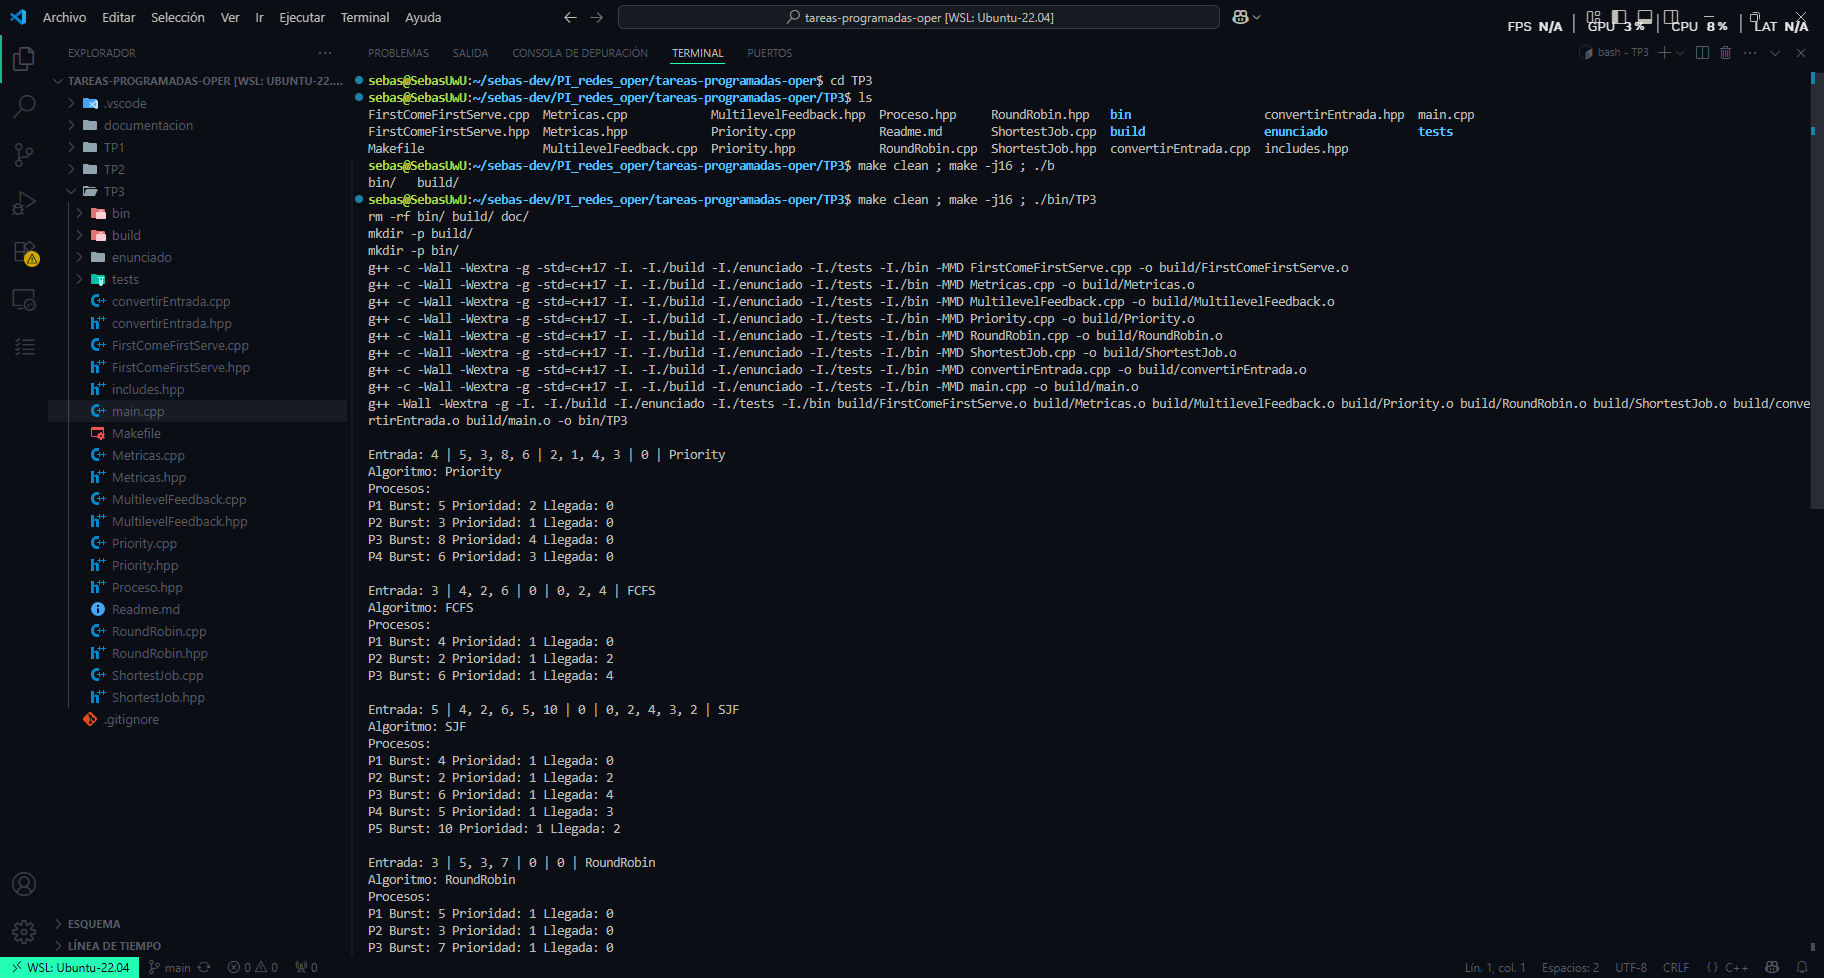 Archivo Editar Selección Ver Ir Ejecutar Terminal Ayuda
tareas-programadas-oper [WSL: Ubuntu-22.04]
FPS N/A | GPU 3% | CPU 8% | LAT N/A
EXPLORADOR
TAREAS-PROGRAMADAS-OPER [WSL: UBUNTU-22....
.vscode
documentacion
TP1
TP2
TP3
bin
build
enunciado
tests
convertirEntrada.cpp
convertirEntrada.hpp
FirstComeFirstServe.cpp
FirstComeFirstServe.hpp
includes.hpp
main.cpp
Makefile
Metricas.cpp
Metricas.hpp
MultilevelFeedback.cpp
MultilevelFeedback.hpp
Priority.cpp
Priority.hpp
Proceso.hpp
Readme.md
RoundRobin.cpp
RoundRobin.hpp
ShortestJob.cpp
ShortestJob.hpp
.gitignore
ESQUEMA
LÍNEA DE TIEMPO
PROBLEMAS SALIDA CONSOLA DE DEPURACIÓN TERMINAL PUERTOS
bash - TP3
sebas@SebasUwU:~/sebas-dev/PI_redes_oper/tareas-programadas-oper$ cd TP3
sebas@SebasUwU:~/sebas-dev/PI_redes_oper/tareas-programadas-oper/TP3$ ls
FirstComeFirstServe.cpp Metricas.cpp MultilevelFeedback.hpp Proceso.hpp RoundRobin.hpp bin convertirEntrada.hpp main.cpp
FirstComeFirstServe.hpp Metricas.hpp Priority.cpp Readme.md ShortestJob.cpp build enunciado tests
Makefile MultilevelFeedback.cpp Priority.hpp RoundRobin.cpp ShortestJob.hpp convertirEntrada.cpp includes.hpp
sebas@SebasUwU:~/sebas-dev/PI_redes_oper/tareas-programadas-oper/TP3$ make clean ; make -j16 ; ./b
bin/ build/
sebas@SebasUwU:~/sebas-dev/PI_redes_oper/tareas-programadas-oper/TP3$ make clean ; make -j16 ; ./bin/TP3
rm -rf bin/ build/ doc/
mkdir -p build/
mkdir -p bin/
g++ -c -Wall -Wextra -g -std=c++17 -I. -I./build -I./enunciado -I./tests -I./bin -MMD FirstComeFirstServe.cpp -o build/FirstComeFirstServe.o
g++ -c -Wall -Wextra -g -std=c++17 -I. -I./build -I./enunciado -I./tests -I./bin -MMD Metricas.cpp -o build/Metricas.o
g++ -c -Wall -Wextra -g -std=c++17 -I. -I./build -I./enunciado -I./tests -I./bin -MMD MultilevelFeedback.cpp -o build/MultilevelFeedback.o
g++ -c -Wall -Wextra -g -std=c++17 -I. -I./build -I./enunciado -I./tests -I./bin -MMD Priority.cpp -o build/Priority.o
g++ -c -Wall -Wextra -g -std=c++17 -I. -I./build -I./enunciado -I./tests -I./bin -MMD RoundRobin.cpp -o build/RoundRobin.o
g++ -c -Wall -Wextra -g -std=c++17 -I. -I./build -I./enunciado -I./tests -I./bin -MMD ShortestJob.cpp -o build/ShortestJob.o
g++ -c -Wall -Wextra -g -std=c++17 -I. -I./build -I./enunciado -I./tests -I./bin -MMD convertirEntrada.cpp -o build/convertirEntrada.o
g++ -c -Wall -Wextra -g -std=c++17 -I. -I./build -I./enunciado -I./tests -I./bin -MMD main.cpp -o build/main.o
g++ -Wall -Wextra -g -I. -I./build -I./enunciado -I./tests -I./bin build/FirstComeFirstServe.o build/Metricas.o build/MultilevelFeedback.o build/Priority.o build/RoundRobin.o build/ShortestJob.o build/conve
rtirEntrada.o build/main.o -o bin/TP3
Entrada: 4 | 5, 3, 8, 6 | 2, 1, 4, 3 | 0 | Priority
Algoritmo: Priority
Procesos:
P1 Burst: 5 Prioridad: 2 Llegada: 0
P2 Burst: 3 Prioridad: 1 Llegada: 0
P3 Burst: 8 Prioridad: 4 Llegada: 0
P4 Burst: 6 Prioridad: 3 Llegada: 0
Entrada: 3 | 4, 2, 6 | 0 | 0, 2, 4 | FCFS
Algoritmo: FCFS
Procesos:
P1 Burst: 4 Prioridad: 1 Llegada: 0
P2 Burst: 2 Prioridad: 1 Llegada: 2
P3 Burst: 6 Prioridad: 1 Llegada: 4
Entrada: 5 | 4, 2, 6, 5, 10 | 0 | 0, 2, 4, 3, 2 | SJF
Algoritmo: SJF
Procesos:
P1 Burst: 4 Prioridad: 1 Llegada: 0
P2 Burst: 2 Prioridad: 1 Llegada: 2
P3 Burst: 6 Prioridad: 1 Llegada: 4
P4 Burst: 5 Prioridad: 1 Llegada: 3
P5 Burst: 10 Prioridad: 1 Llegada: 2
Entrada: 3 | 5, 3, 7 | 0 | 0 | RoundRobin
Algoritmo: RoundRobin
Procesos:
P1 Burst: 5 Prioridad: 1 Llegada: 0
P2 Burst: 3 Prioridad: 1 Llegada: 0
P3 Burst: 7 Prioridad: 1 Llegada: 0
WSL: Ubuntu-22.04 main 0 0 0
Lín. 1, col. 1 Espacios: 2 UTF-8 CRLF {} C++